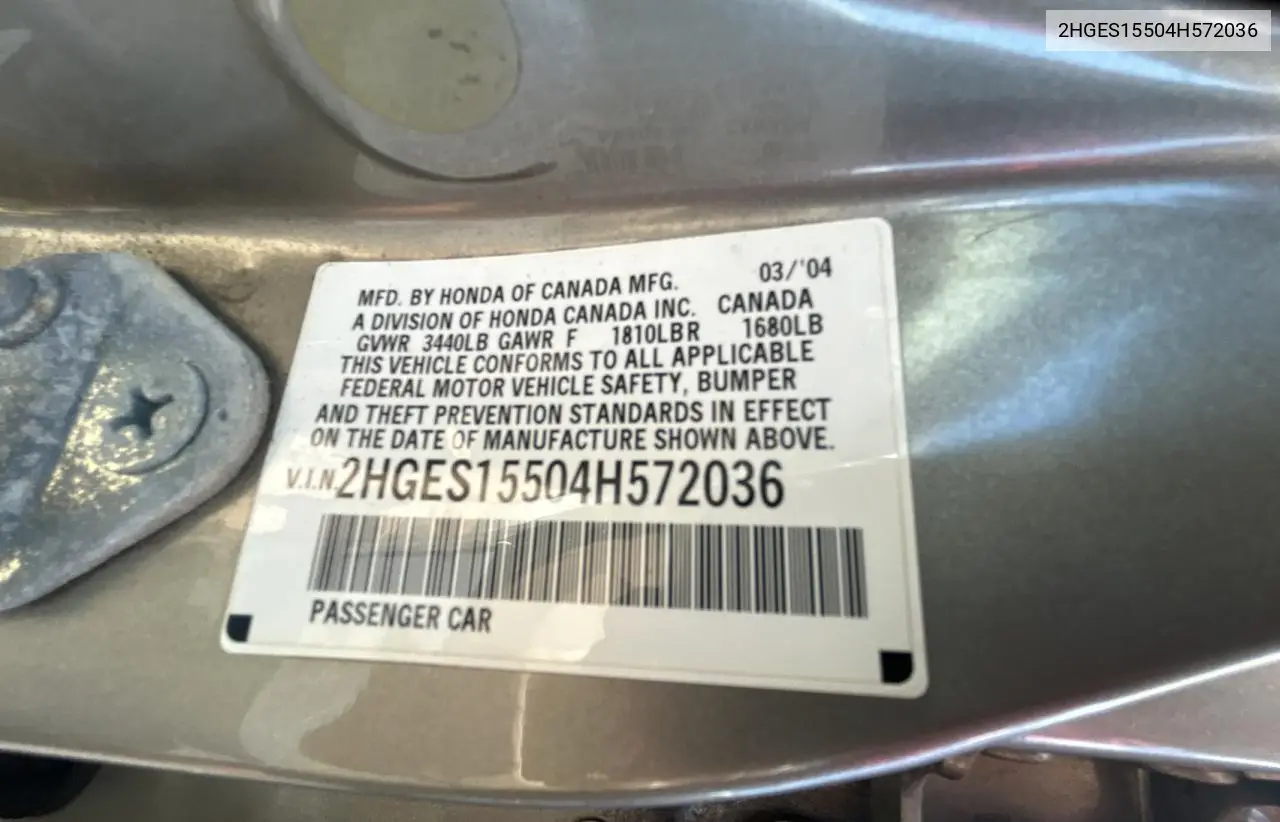 2HGES15504H572036
MFD. BY HONDA OF CANADA MFG. 03/'04
A DIVISION OF HONDA CANADA INC. CANADA
GVWR 3440LB GAWR F 1810LB R 1680LB
THIS VEHICLE CONFORMS TO ALL APPLICABLE
FEDERAL MOTOR VEHICLE SAFETY, BUMPER
AND THEFT PREVENTION STANDARDS IN EFFECT
ON THE DATE OF MANUFACTURE SHOWN ABOVE.
V.I.N. 2HGES15504H572036
PASSENGER CAR